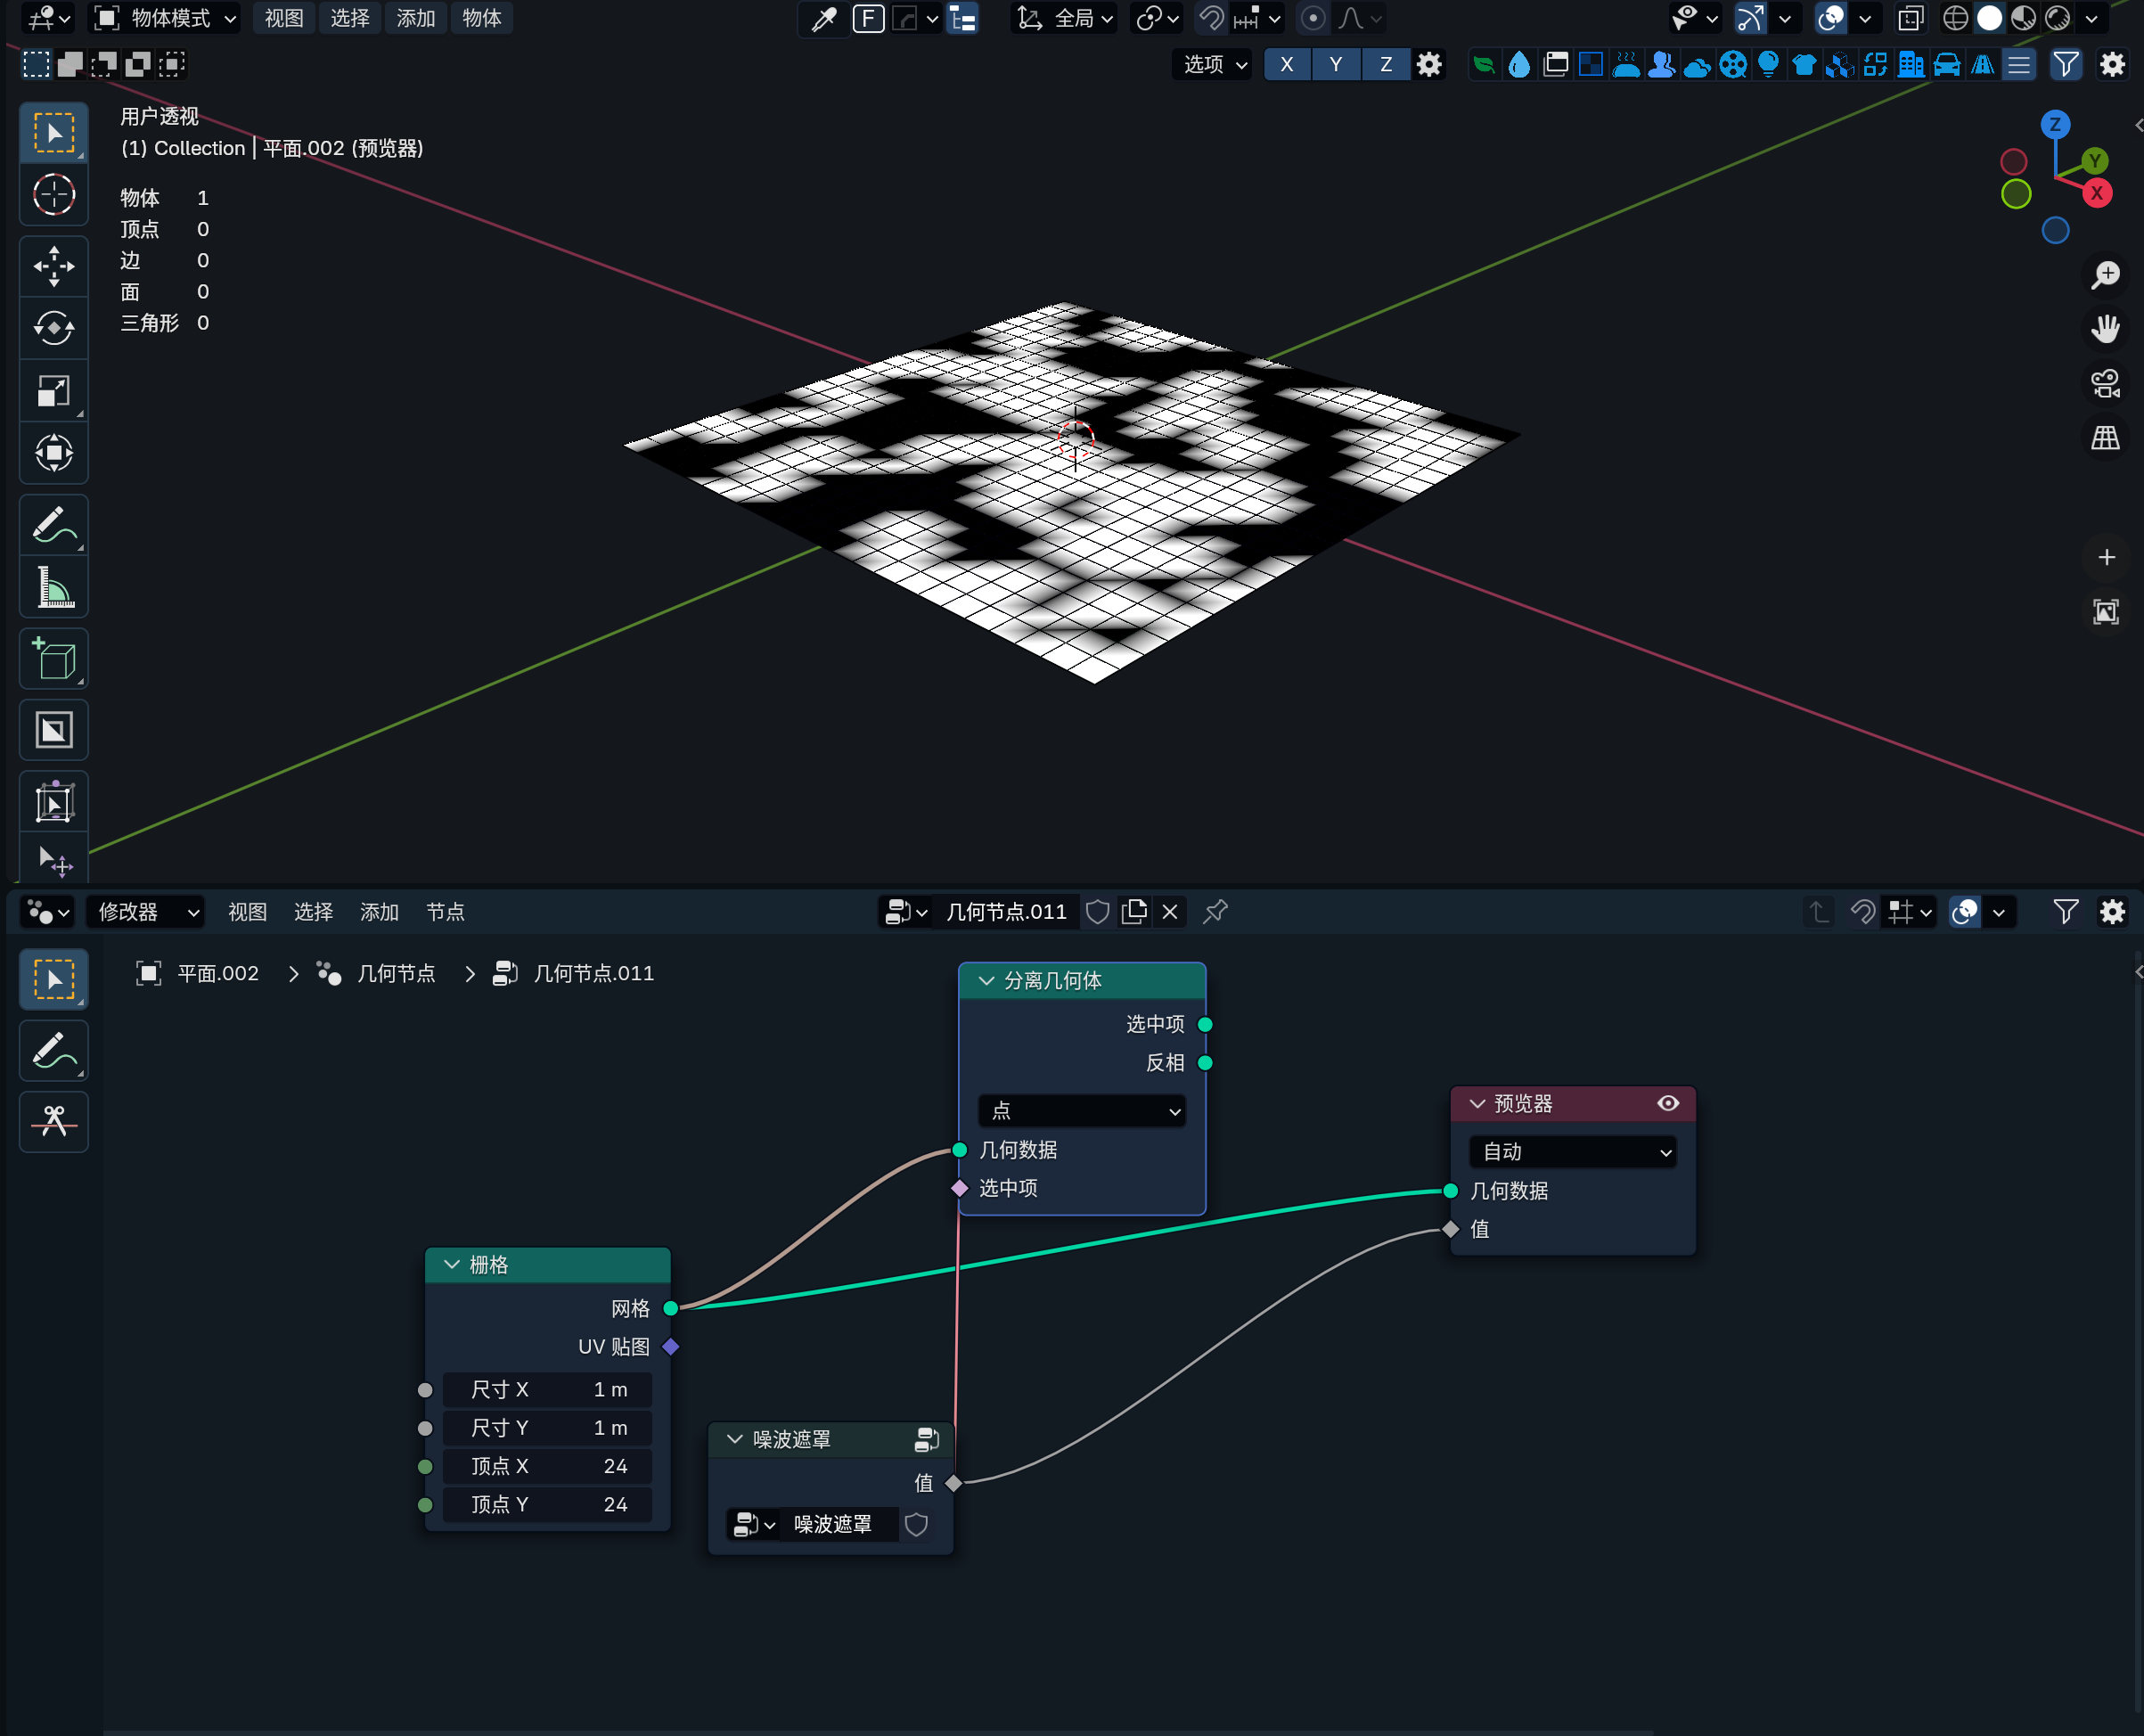 物体模式 视图 选择 添加 物体 F 全局
选项 X Y Z
用户透视
(1) Collection | 平面.002 (预览器)
物体 1
顶点 0
边 0
面 0
三角形 0
Z
Y
X
修改器 视图 选择 添加 节点 几何节点.011
平面.002 几何节点 几何节点.011
分离几何体
选中项
反相
点
几何数据
选中项
预览器
自动
几何数据
值
栅格
网格
UV 贴图
尺寸 X 1 m
尺寸 Y 1 m
顶点 X 24
顶点 Y 24
噪波遮罩
值
噪波遮罩